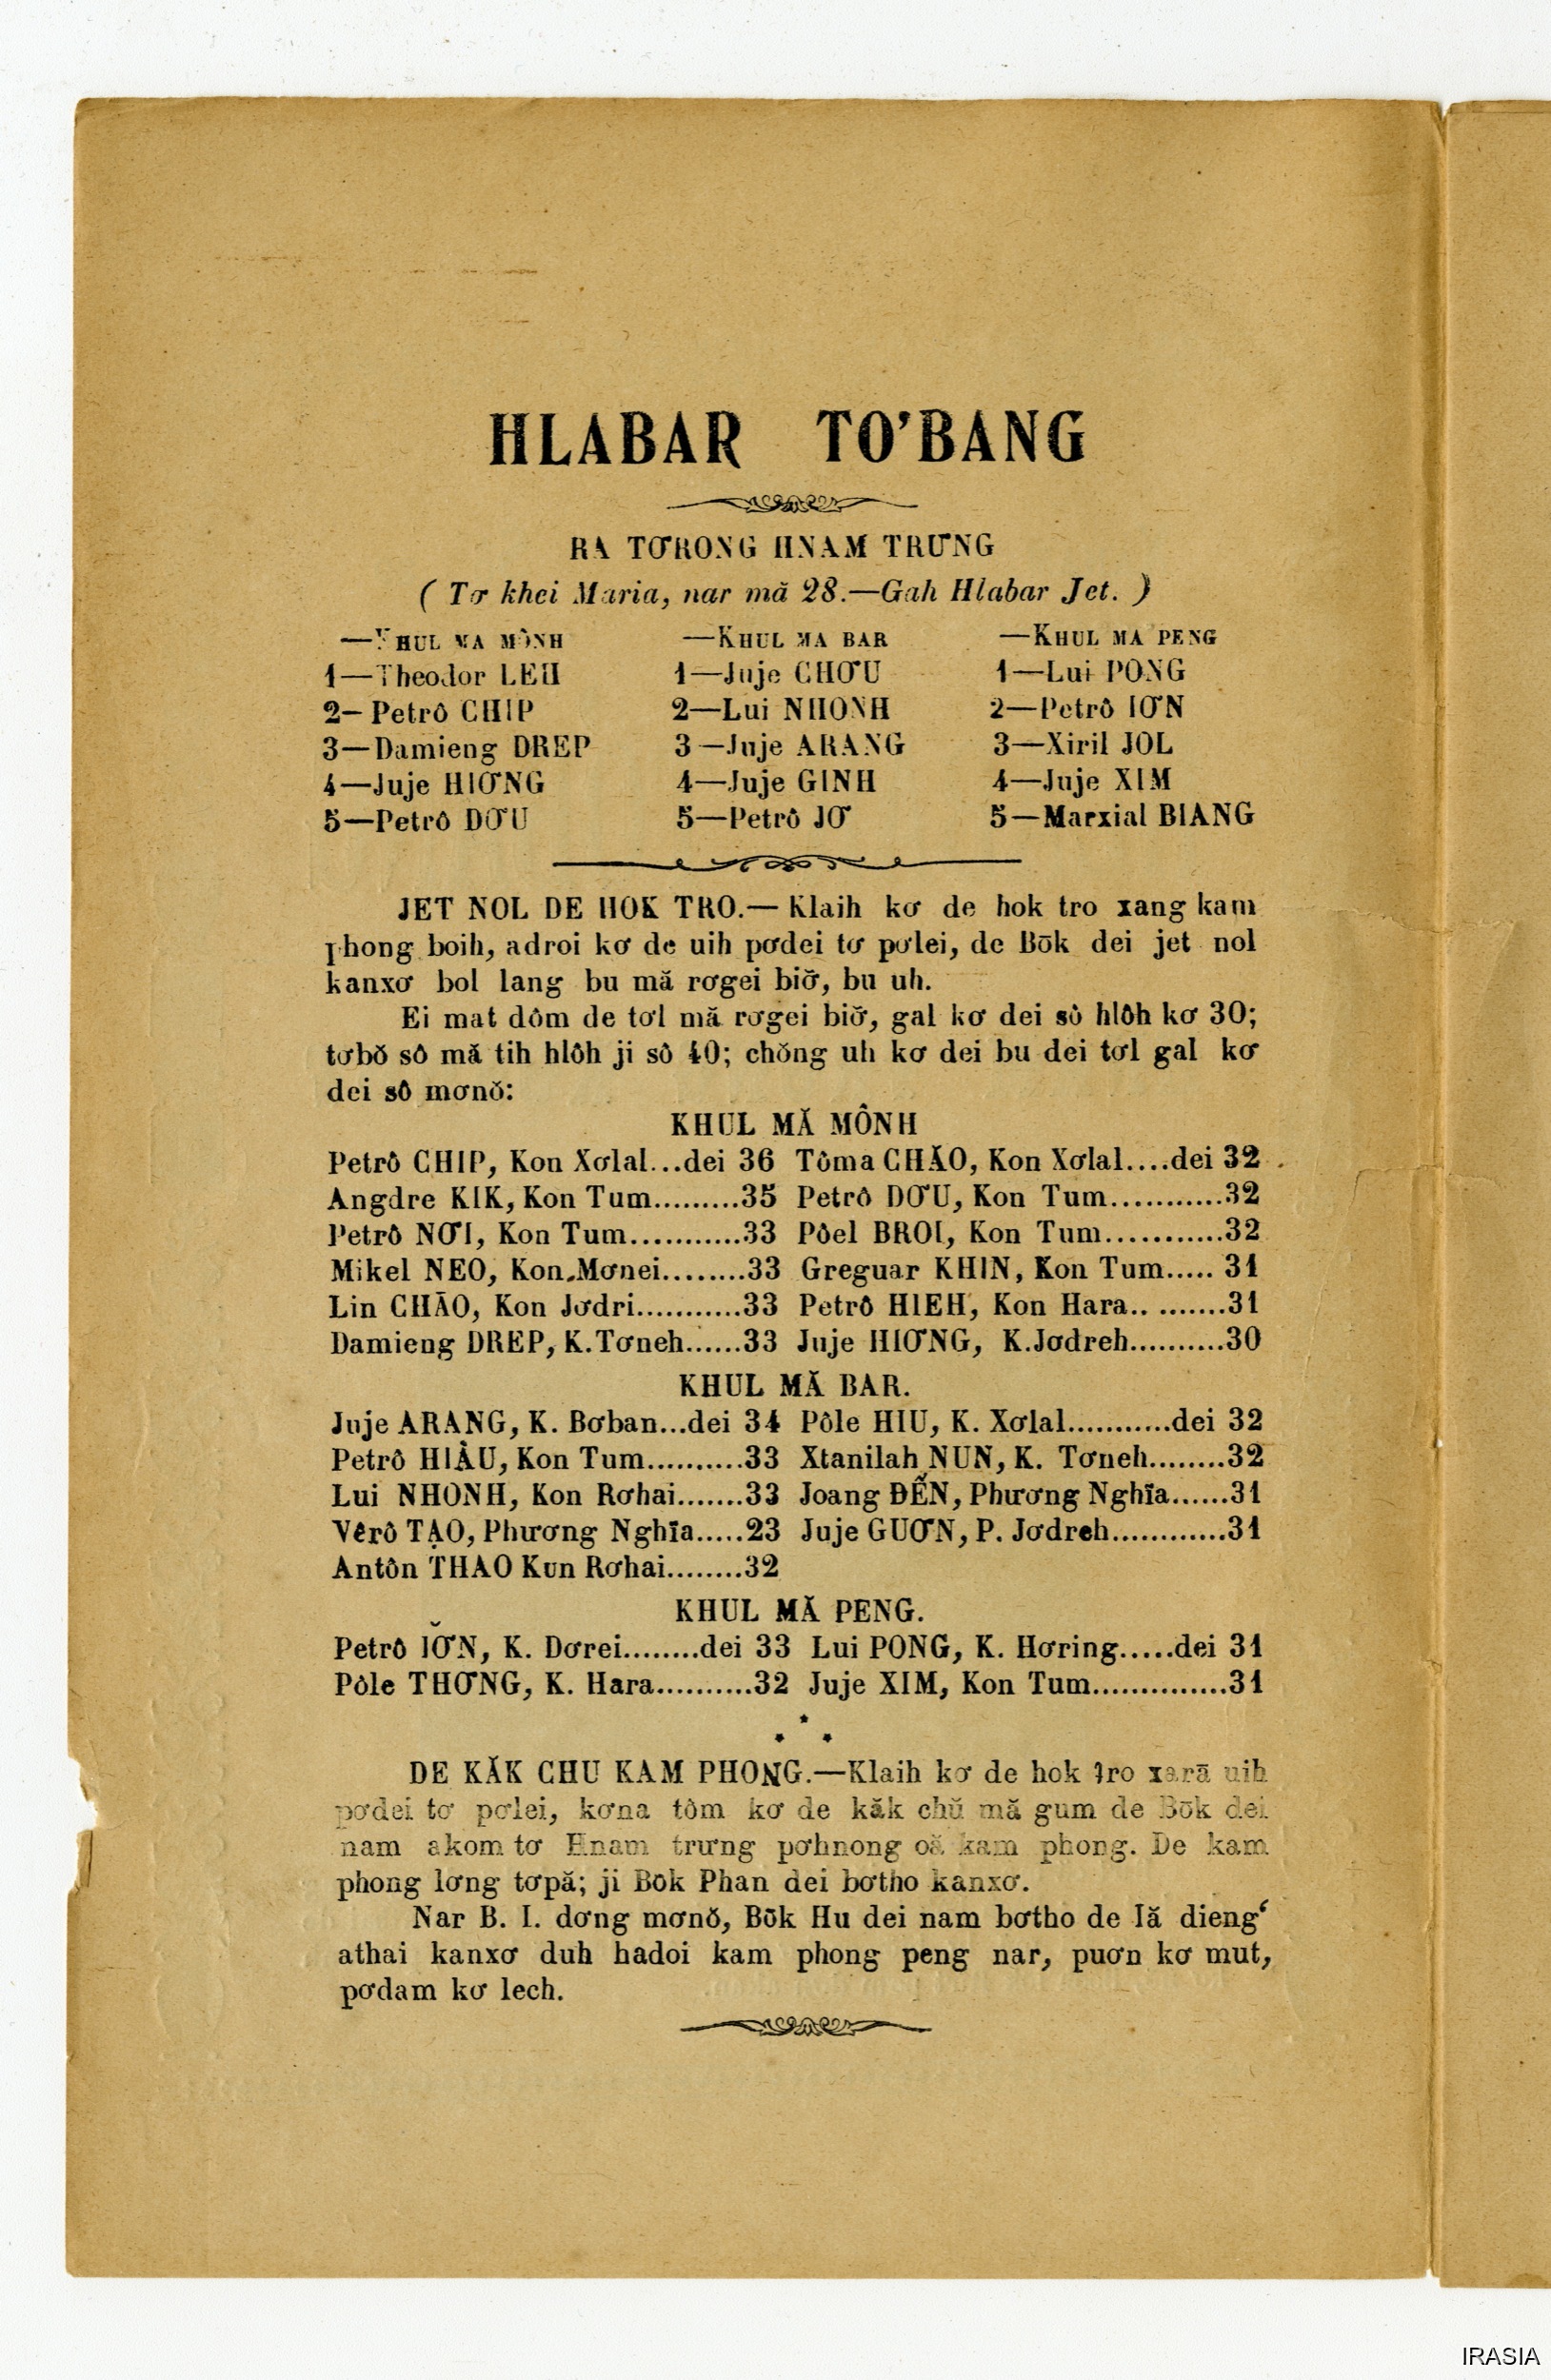 HLABAR TO'BANG
RA TƠRONG HNAM TRƯNG
( Tơ khei Maria, nar mă 28.—Gah Hlabar Jet. )
—KHUL MA MÔNH
1—Theodor LEH
2—Petrô CHIP
3—Damieng DREP
4—Juje HIƠNG
5—Petrô DƠU
—KHUL MA BAR
1—Juje CHƠU
2—Lui NHONH
3—Juje ARANG
4—Juje GINH
5—Petrô JƠ
—KHUL MA PENG
1—Lui PONG
2—Petrô IƠN
3—Xiril JOL
4—Juje XIM
5—Marxial BIANG
JET NOL DE HOK TRO.— Klaih kơ de hok tro xang kam
phong boih, adroi kơ de uih pơdei tơ pơlei, de Bŏk dei jet nol
kanxơ bol lang bu mă rơgei biơ̆, bu uh.
Ei mat dôm de tơl mă rơgei biơ̆, gal kơ dei sô hlôh kơ 30;
tơbŏ sô mă tih hlôh ji sô 40; chŏng uh kơ dei bu dei tơl gal kơ
dei sô mơnŏ:
KHUL MĂ MÔNH
Petrô CHIP, Kon Xơlal...dei 36 Tôma CHĂO, Kon Xơlal....dei 32
Angdre KIK, Kon Tum.........35 Petrô DƠU, Kon Tum............32
Petrô NƠI, Kon Tum............33 Pôel BROI, Kon Tum............32
Mikel NEO, Kon Mơnei.........33 Greguar KHIN, Kon Tum..... 31
Lin CHĂO, Kon Jơdri............33 Petrô HIEH, Kon Hara.. .......31
Damieng DREP, K.Tơneh......33 Juje HIƠNG, K.Jơdreh..........30
KHUL MĂ BAR.
Juje ARANG, K. Bơban...dei 34 Pôle HIU, K. Xơlal...........dei 32
Petrô HIÂU, Kon Tum..........33 Xtanilah NUN, K. Tơneh........32
Lui NHONH, Kon Rơhai.......33 Joang ĐẾN, Phương Nghĩa......31
Vêrô TẠO, Phương Nghĩa.....23 Juje GUƠN, P. Jơdreh............31
Antôn THAO Kon Rơhai........32
KHUL MĂ PENG.
Petrô IƠ̆N, K. Dơrei........dei 33 Lui PONG, K. Hơring.....dei 31
Pôle THƠNG, K. Hara..........32 Juje XIM, Kon Tum..............31
DE KĂK CHU KAM PHONG.—Klaih kơ de hok tro xară uih
pơdei tơ pơlei, kơna tôm kơ de kăk chŭ mă gum de Bŏk dei
nam akom tơ Hnam trưng pơhnong oă kam phong. De kam
phong lơng tơpă; ji Bŏk Phan dei bơtho kanxơ.
Nar B. I. dơng mơnŏ, Bŏk Hu dei nam bơtho de Iă dieng
athai kanxơ duh hadoi kam phong peng nar, puơn kơ mut,
pơdam kơ lech.
IRASIA